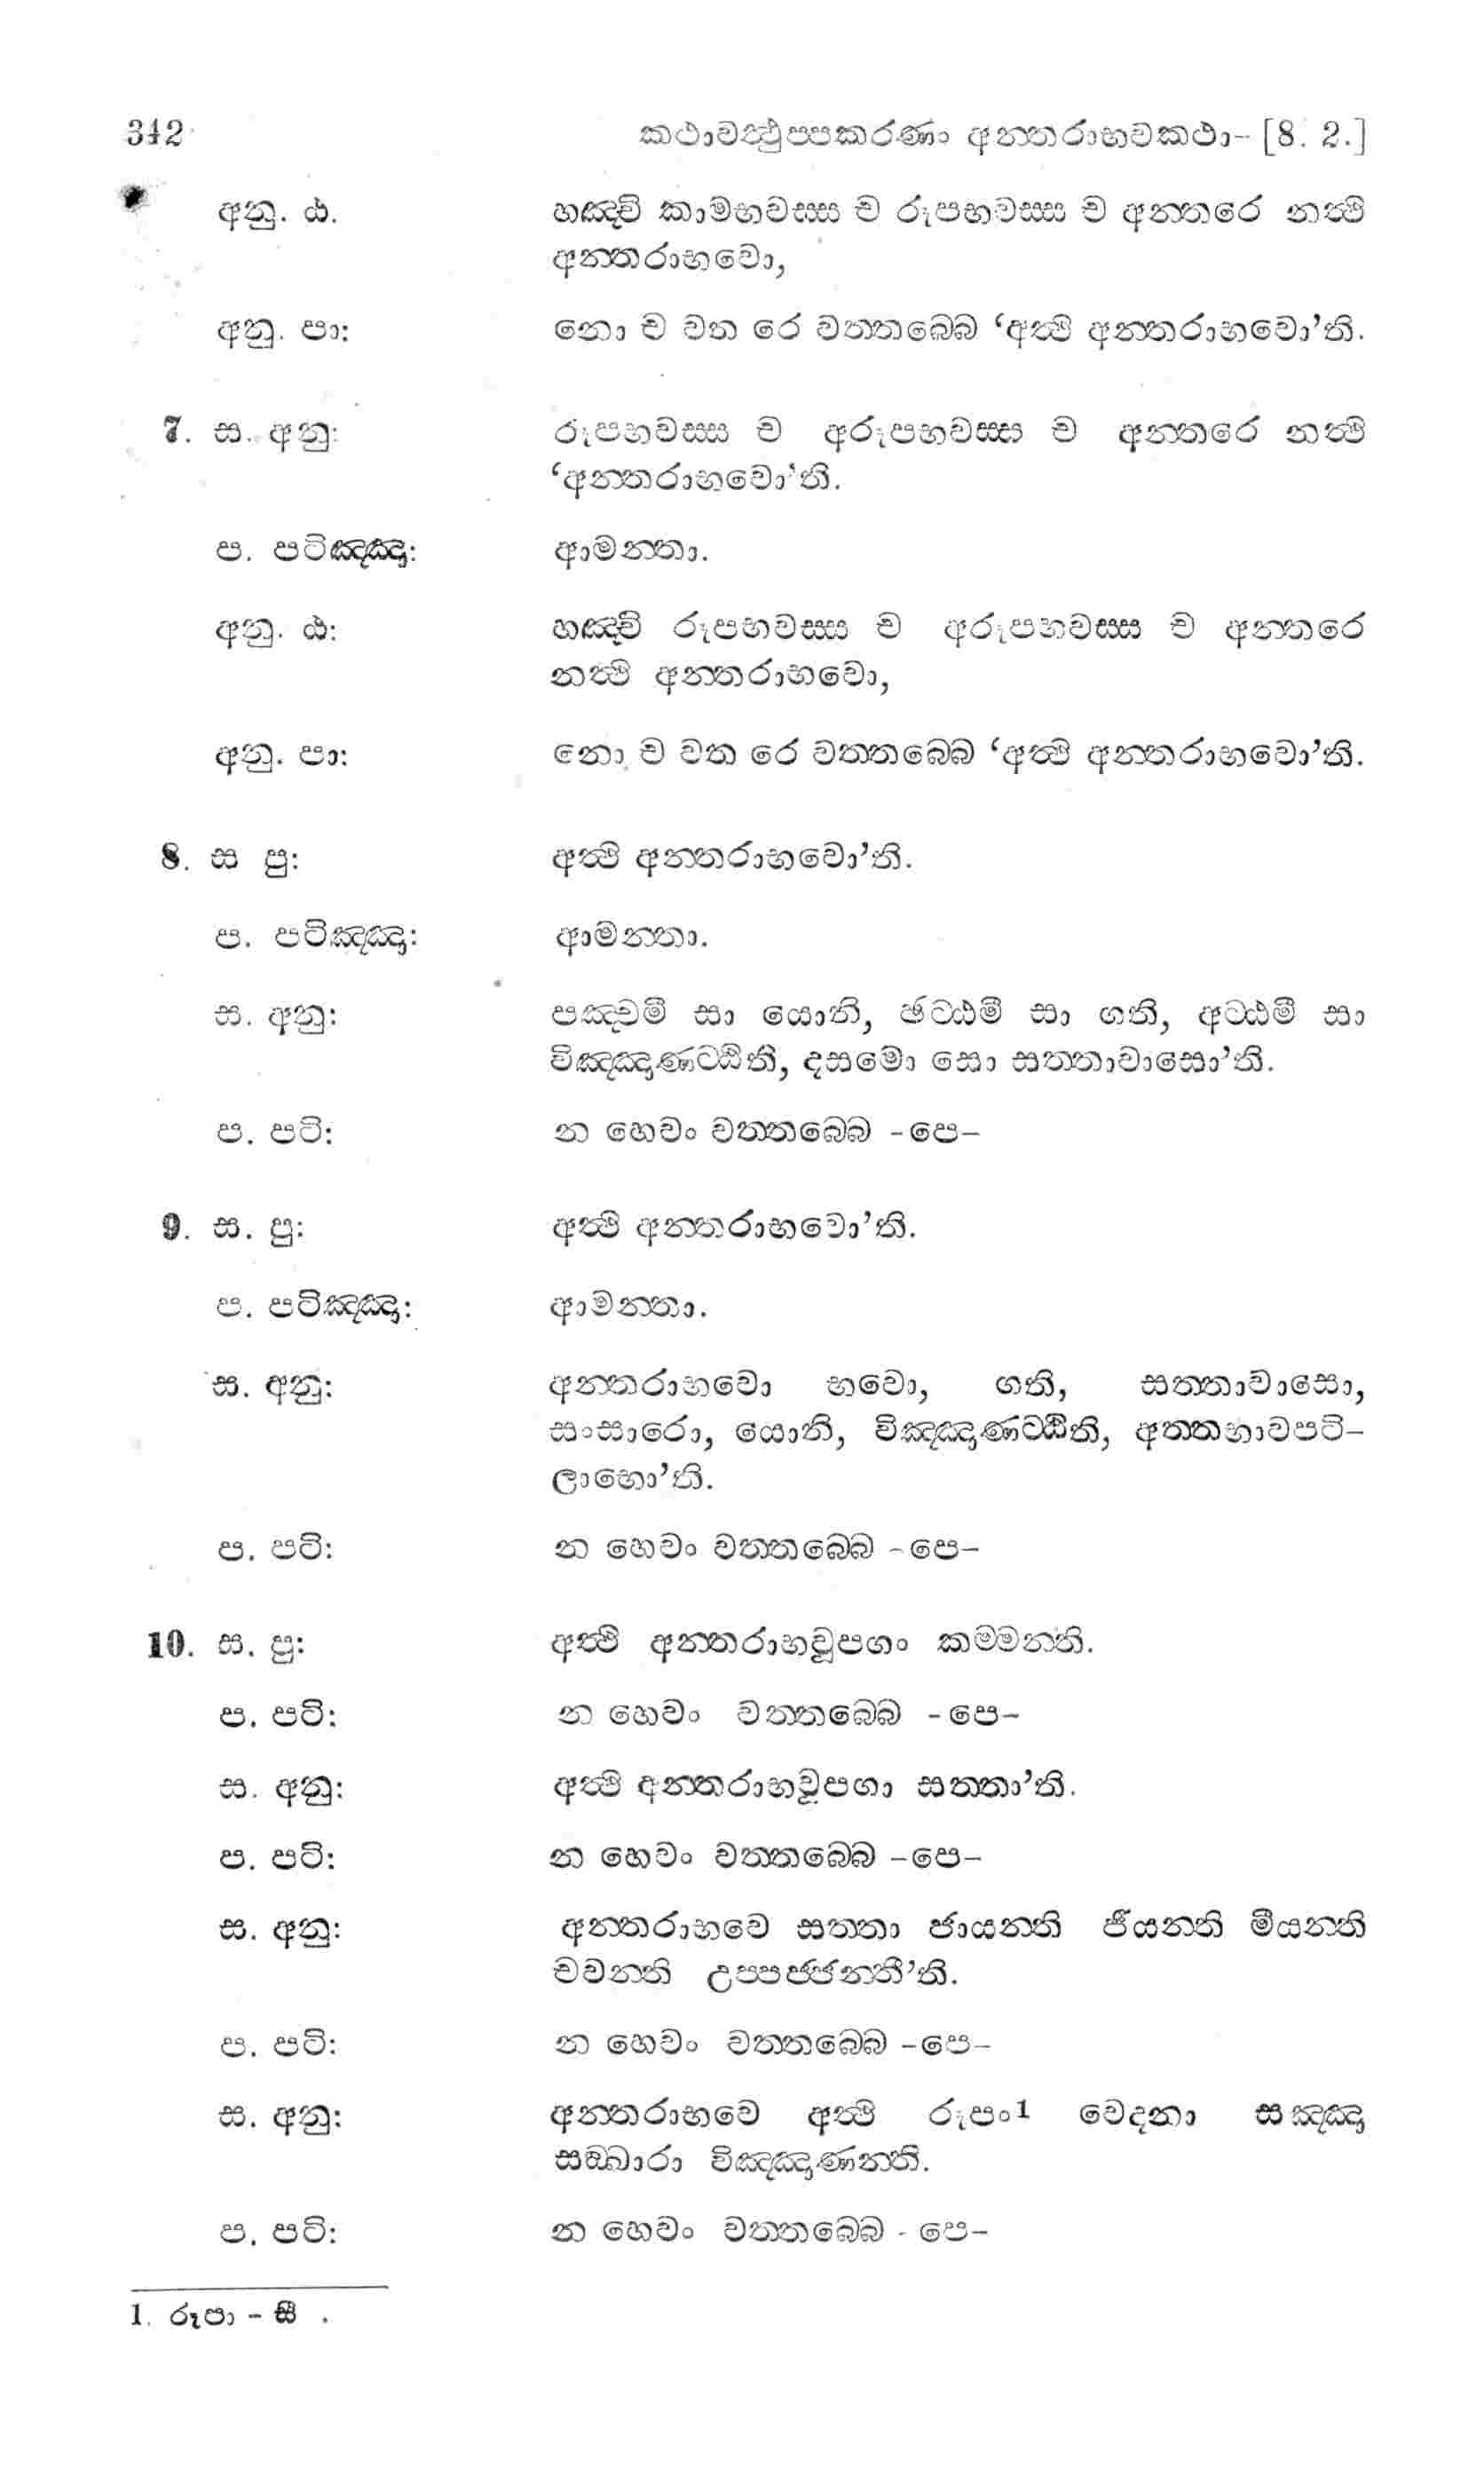 342 කථාවත්‍ථුප්පකරණං අන්තරාභවකථා- [8. 2.]
අනු. ඨ. හඤ්චි කාමභවස්ස ච රූපභවස්ස ච අන්තරෙ නත්‍ථි
අන්තරාභවො,
අනු. පා: නො ච වත රෙ වත්තබ්බෙ ‘අත්‍ථි අන්තරාභවො’ති.
7. ස. අනු: රූපභවස්ස ච අරූපභවස්ස ච අන්තරෙ නත්‍ථි
‘අන්තරාභවො’ති.
ප. පටිඤ්ඤා: ආමන්තා.
අනු. ඨ: හඤ්චි රූපභවස්ස ච අරූපභවස්ස ච අන්තරෙ
නත්‍ථි අන්තරාභවො,
අනු. පා: නො ච වත රෙ වත්තබ්බෙ ‘අත්‍ථි අන්තරාභවො’ති.
8. ස පු: අත්‍ථි අන්තරාභවො’ති.
ප. පටිඤ්ඤා: ආමන්තා.
ස. අනු: පඤ්චමී සා යොනි, ඡට්ඨමී සා ගති, අට්ඨමී සා
විඤ්ඤාණට්ඨිති, දසමො සො සත්තාවාසො’ති.
ප. පටි: න හෙවං වත්තබ්බෙ -පෙ-
9. ස. පු: අත්‍ථි අන්තරාභවො’ති.
ප. පටිඤ්ඤා: ආමන්තා.
ස. අනු: අන්තරාභවො භවො, ගති, සත්තාවාසො,
සංසාරො, යොනි, විඤ්ඤාණට්ඨිති, අත්තභාවපටි-
ලාභො’ති.
ප. පටි: න හෙවං වත්තබ්බෙ -පෙ-
10. ස. පු: අත්‍ථි අන්තරාභවූපගං කම්මන්ති.
ප. පටි: න හෙවං වත්තබ්බෙ -පෙ-
ස. අනු: අත්‍ථි අන්තරාභවූපගා සත්තා’ති.
ප. පටි: න හෙවං වත්තබ්බෙ -පෙ-
ස. අනු: අන්තරාභවෙ සත්තා ජායන්ති ජීයන්ති මීයන්ති
චවන්ති උප්පජ්ජන්තී’ති.
ප. පටි: න හෙවං වත්තබ්බෙ -පෙ-
ස. අනු: අන්තරාභවෙ අත්‍ථි රූපං1 වෙදනා සඤ්ඤා
සඞ්ඛාරා විඤ්ඤාණන්ති.
ප. පටි: න හෙවං වත්තබ්බෙ - පෙ-
1. රූපා - සී .